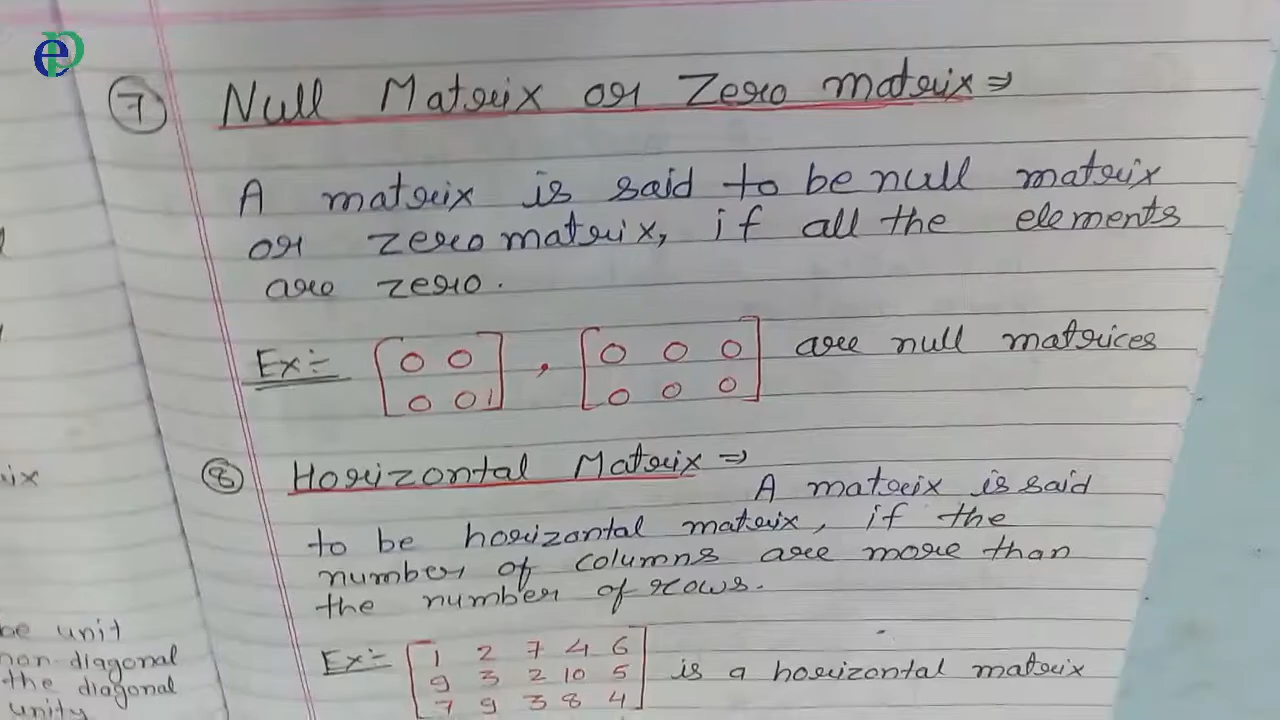 ep
⑦ Null Matrix or Zero matrix ⇒
A matrix is said to be null matrix
or zero matrix, if all the elements
are zero.
Ex:- [0 0
0 0] , [0 0 0
0 0 0] are null matrices
⑧ Horizontal Matrix ⇒
A matrix is said
to be horizontal matrix, if the
number of columns are more than
the number of rows.
Ex:- [1 2 7 4 6
9 3 2 10 5
7 9 3 8 4] is a horizontal matrix
ix
be unit
non-diagonal
the diagonal
unity